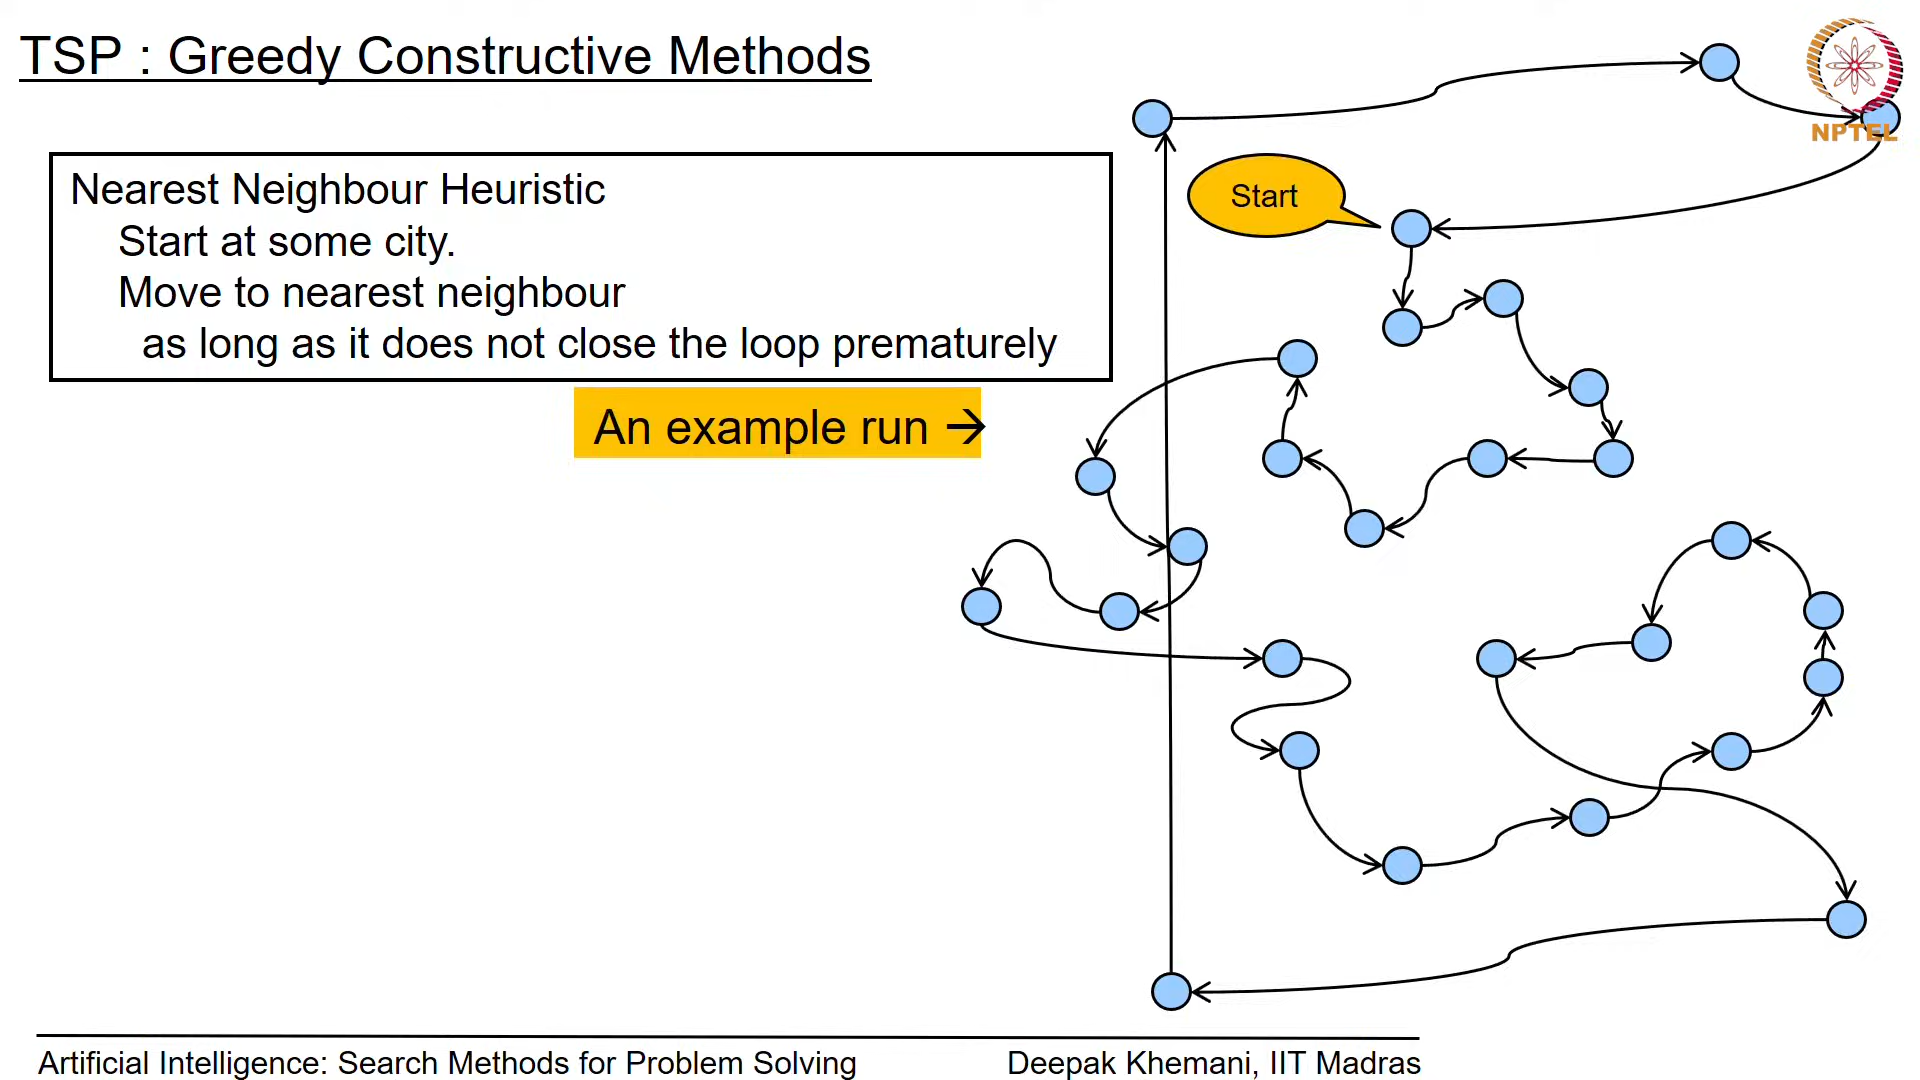 TSP : Greedy Constructive Methods
NPTEL
Start
Nearest Neighbour Heuristic
Start at some city.
Move to nearest neighbour
as long as it does not close the loop prematurely
An example run →
Artificial Intelligence: Search Methods for Problem Solving
Deepak Khemani, IIT Madras